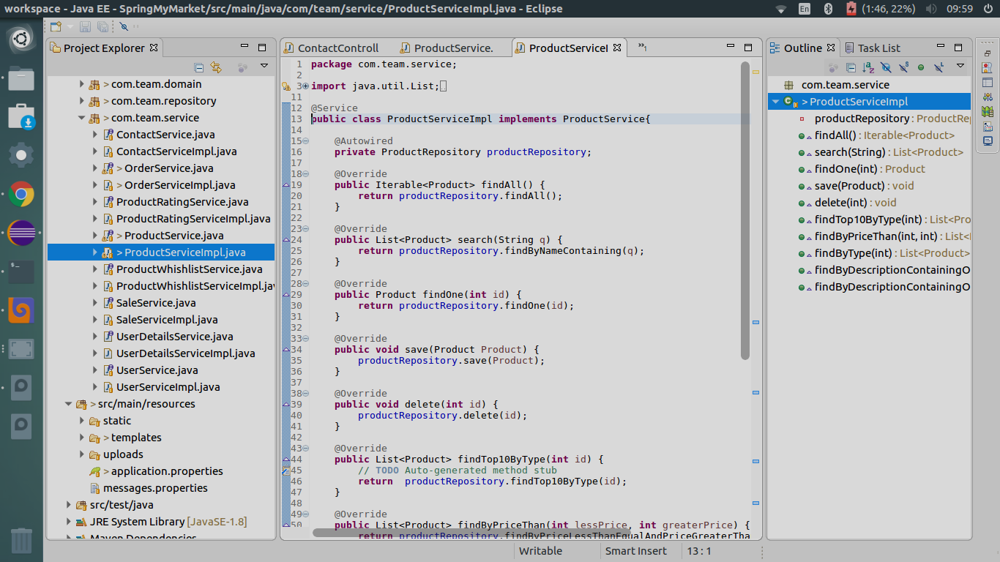 workspace - Java EE - SpringMyMarket/src/main/java/com/team/service/ProductServiceImpl.java - Eclipse
En
(1:46, 22%)
09:59
Project Explorer
> com.team.domain
> com.team.repository
> com.team.service
ContactService.java
ContactServiceImpl.java
> OrderService.java
> OrderServiceImpl.java
ProductRatingService.java
ProductRatingServiceImpl.java
> ProductService.java
> ProductServiceImpl.java
ProductWhishlistService.java
ProductWhishlistServiceImpl.jav
SaleService.java
SaleServiceImpl.java
UserDetailsService.java
UserDetailsServiceImpl.java
UserService.java
UserServiceImpl.java
> src/main/resources
static
> templates
uploads
> application.properties
messages.properties
src/test/java
JRE System Library [JavaSE-1.8]
Maven Dependencies
ContactControll
ProductService.
ProductServiceI
»1
1 package com.team.service;
2
3 import java.util.List;
11
12 @Service
13 public class ProductServiceImpl implements ProductService{
14
15 @Autowired
16 private ProductRepository productRepository;
17
18 @Override
19 public Iterable<Product> findAll() {
20 return productRepository.findAll();
21 }
22
23 @Override
24 public List<Product> search(String q) {
25 return productRepository.findByNameContaining(q);
26 }
27
28 @Override
29 public Product findOne(int id) {
30 return productRepository.findOne(id);
31 }
32
33 @Override
34 public void save(Product Product) {
35 productRepository.save(Product);
36 }
37
38 @Override
39 public void delete(int id) {
40 productRepository.delete(id);
41 }
42
43 @Override
44 public List<Product> findTop10ByType(int id) {
45 // TODO Auto-generated method stub
46 return  productRepository.findTop10ByType(id);
47 }
48
49 @Override
50 public List<Product> findByPriceThan(int lessPrice, int greaterPrice) {
return productRepository.findByPriceLessThanEqualAndPriceGreaterTha
Outline
Task List
com.team.service
> ProductServiceImpl
productRepository : ProductRe
findAll() : Iterable<Product>
search(String) : List<Product>
findOne(int) : Product
save(Product) : void
delete(int) : void
findTop10ByType(int) : List<Pro
findByPriceThan(int, int) : List<
findByType(int) : List<Product>
findByDescriptionContainingO
findByDescriptionContainingO
Writable
Smart Insert
13 : 1